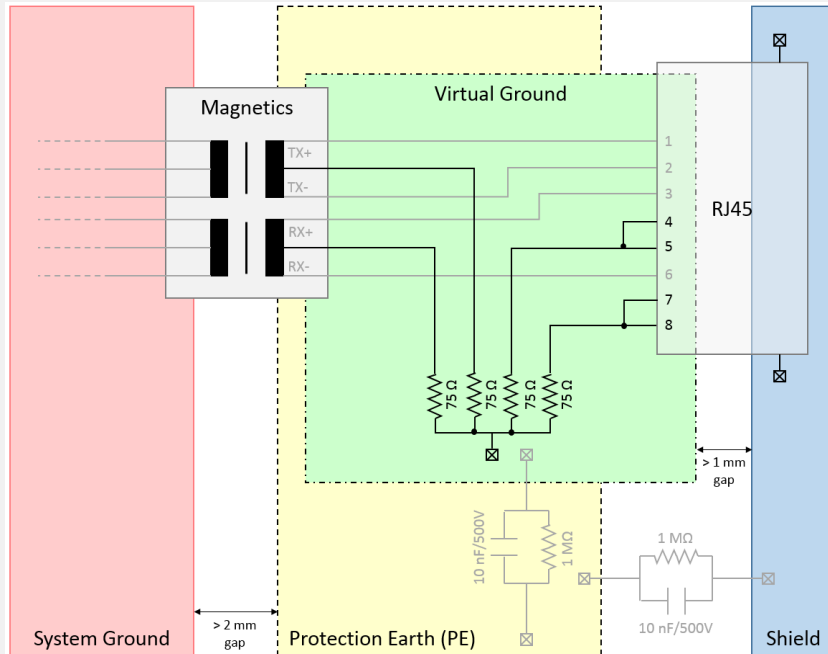 Magnetics
Virtual Ground
TX+
TX-
RX+
RX-
1
2
3
4
5
6
7
8
RJ45
75 Ω
75 Ω
75 Ω
75 Ω
> 1 mm
gap
10 nF/500V
1 MΩ
1 MΩ
10 nF/500V
> 2 mm
gap
System Ground
Protection Earth (PE)
Shield